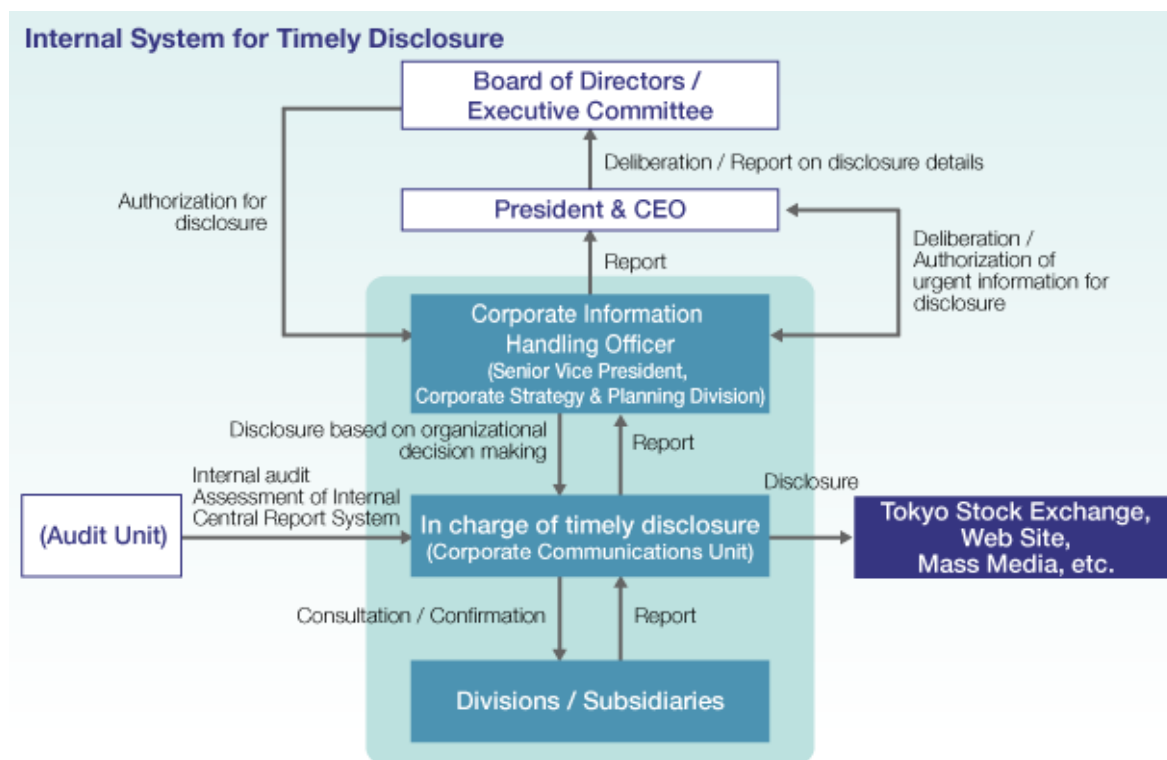 Internal System for Timely Disclosure
Board of Directors /
Executive Committee
Deliberation / Report on disclosure details
Authorization for
disclosure
President & CEO
Deliberation /
Authorization of
urgent information for
disclosure
Report
Corporate Information
Handling Officer
(Senior Vice President,
Corporate Strategy & Planning Division)
Disclosure based on organizational
decision making
Report
Internal audit
Assessment of Internal
Central Report System
Disclosure
(Audit Unit)
In charge of timely disclosure
(Corporate Communications Unit)
Tokyo Stock Exchange,
Web Site,
Mass Media, etc.
Consultation / Confirmation
Report
Divisions / Subsidiaries